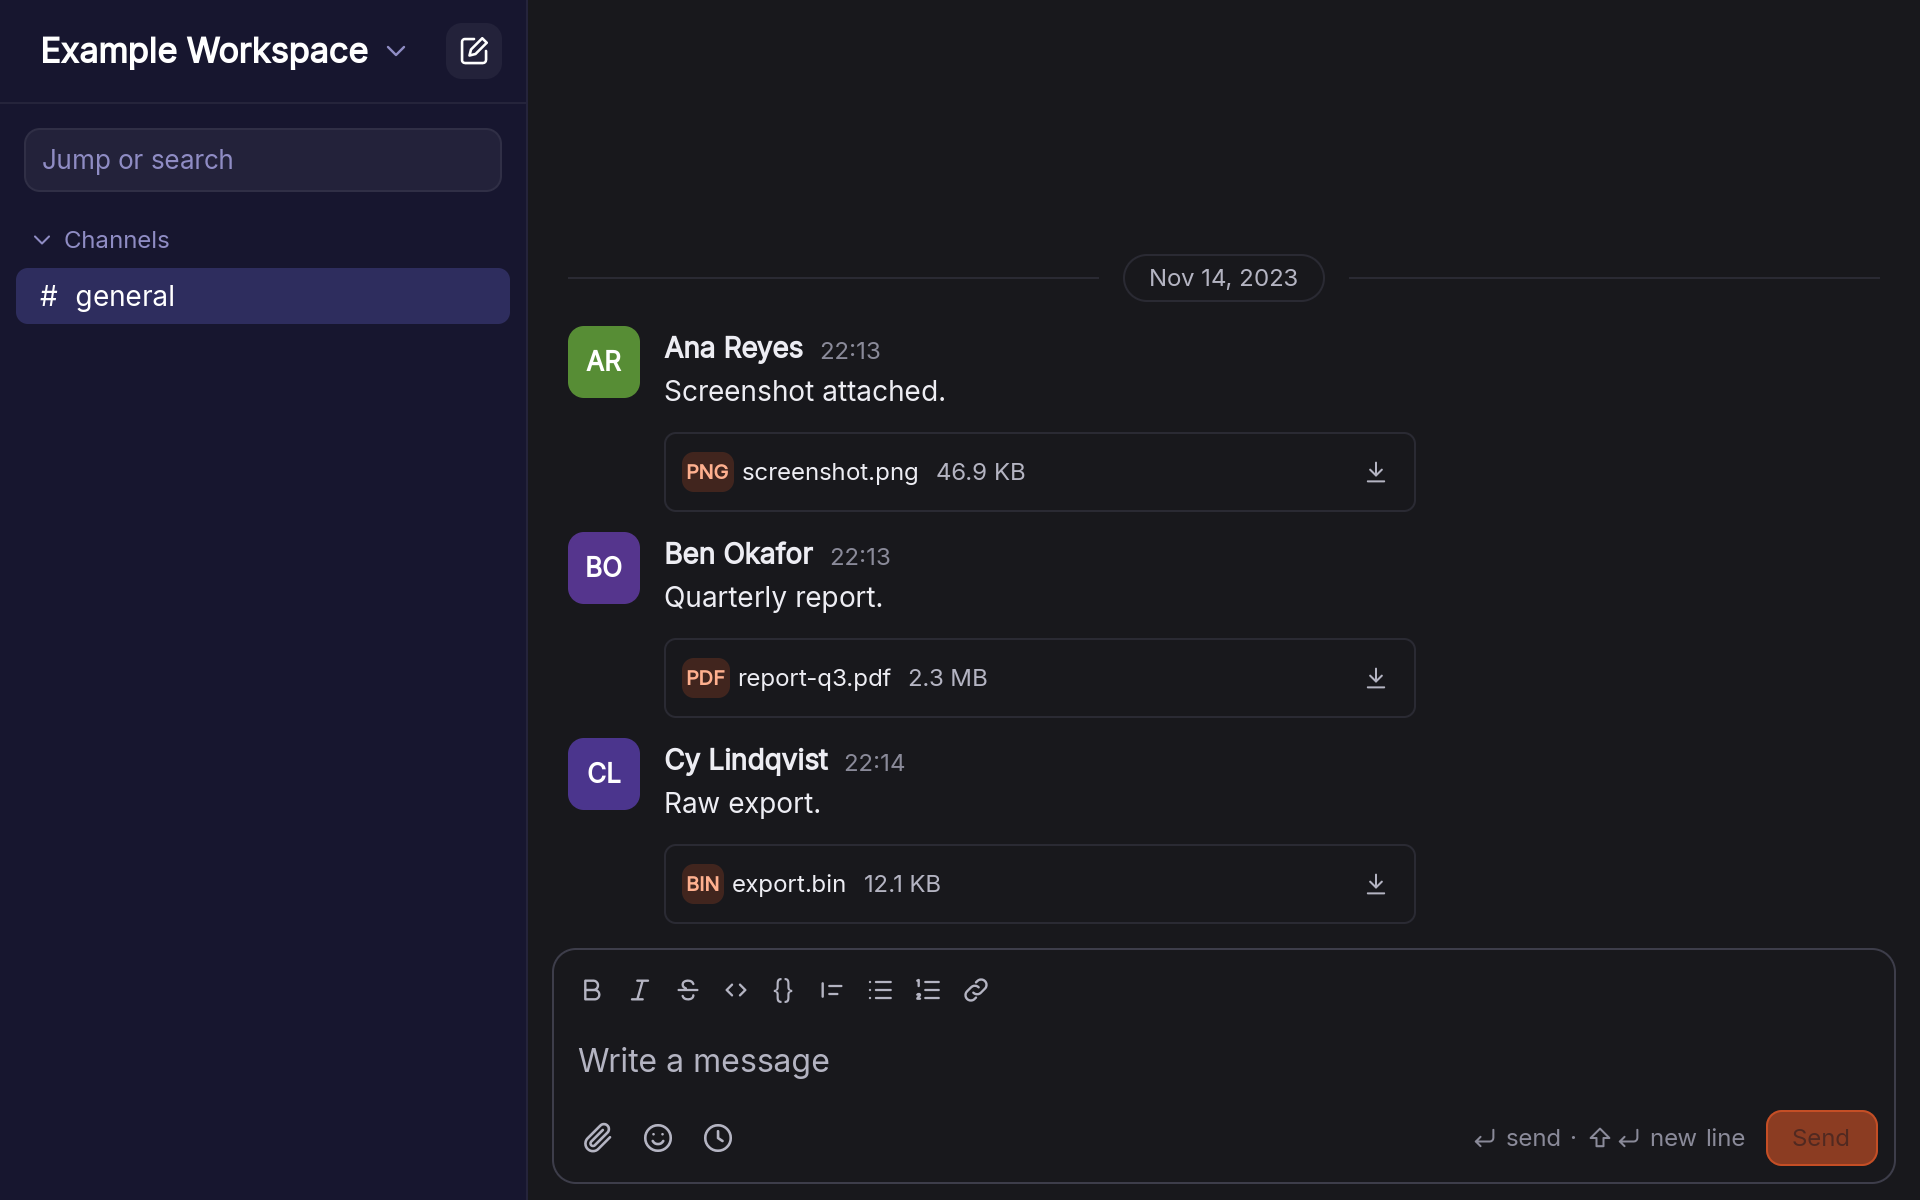 Example Workspace
Jump or search
Channels
# general
Nov 14, 2023
AR
Ana Reyes 22:13
Screenshot attached.
PNG screenshot.png 46.9 KB
BO
Ben Okafor 22:13
Quarterly report.
PDF report-q3.pdf 2.3 MB
CL
Cy Lindqvist 22:14
Raw export.
BIN export.bin 12.1 KB
Write a message
send · new line
Send